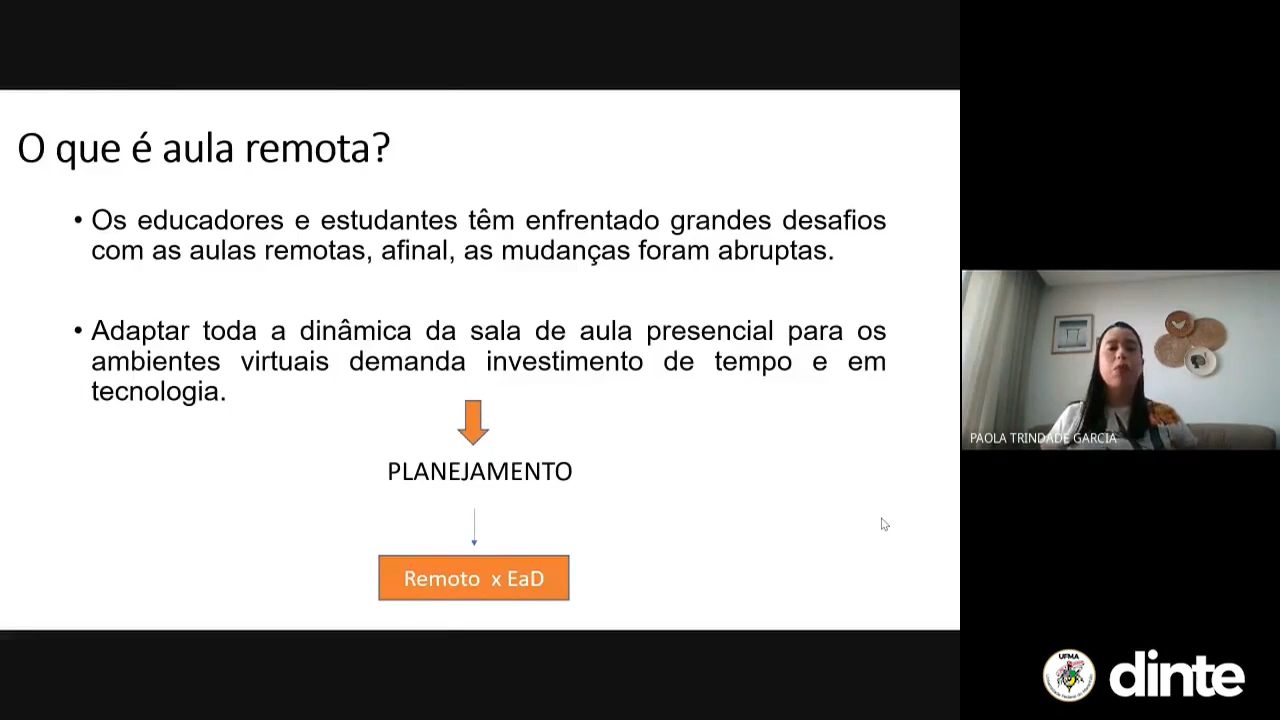 O que é aula remota?
• Os educadores e estudantes têm enfrentado grandes desafios
com as aulas remotas, afinal, as mudanças foram abruptas.
• Adaptar toda a dinâmica da sala de aula presencial para os
ambientes virtuais demanda investimento de tempo e em
tecnologia.
PLANEJAMENTO
Remoto x EaD
PAOLA TRINDADE GARCIA
UFMA
dinte